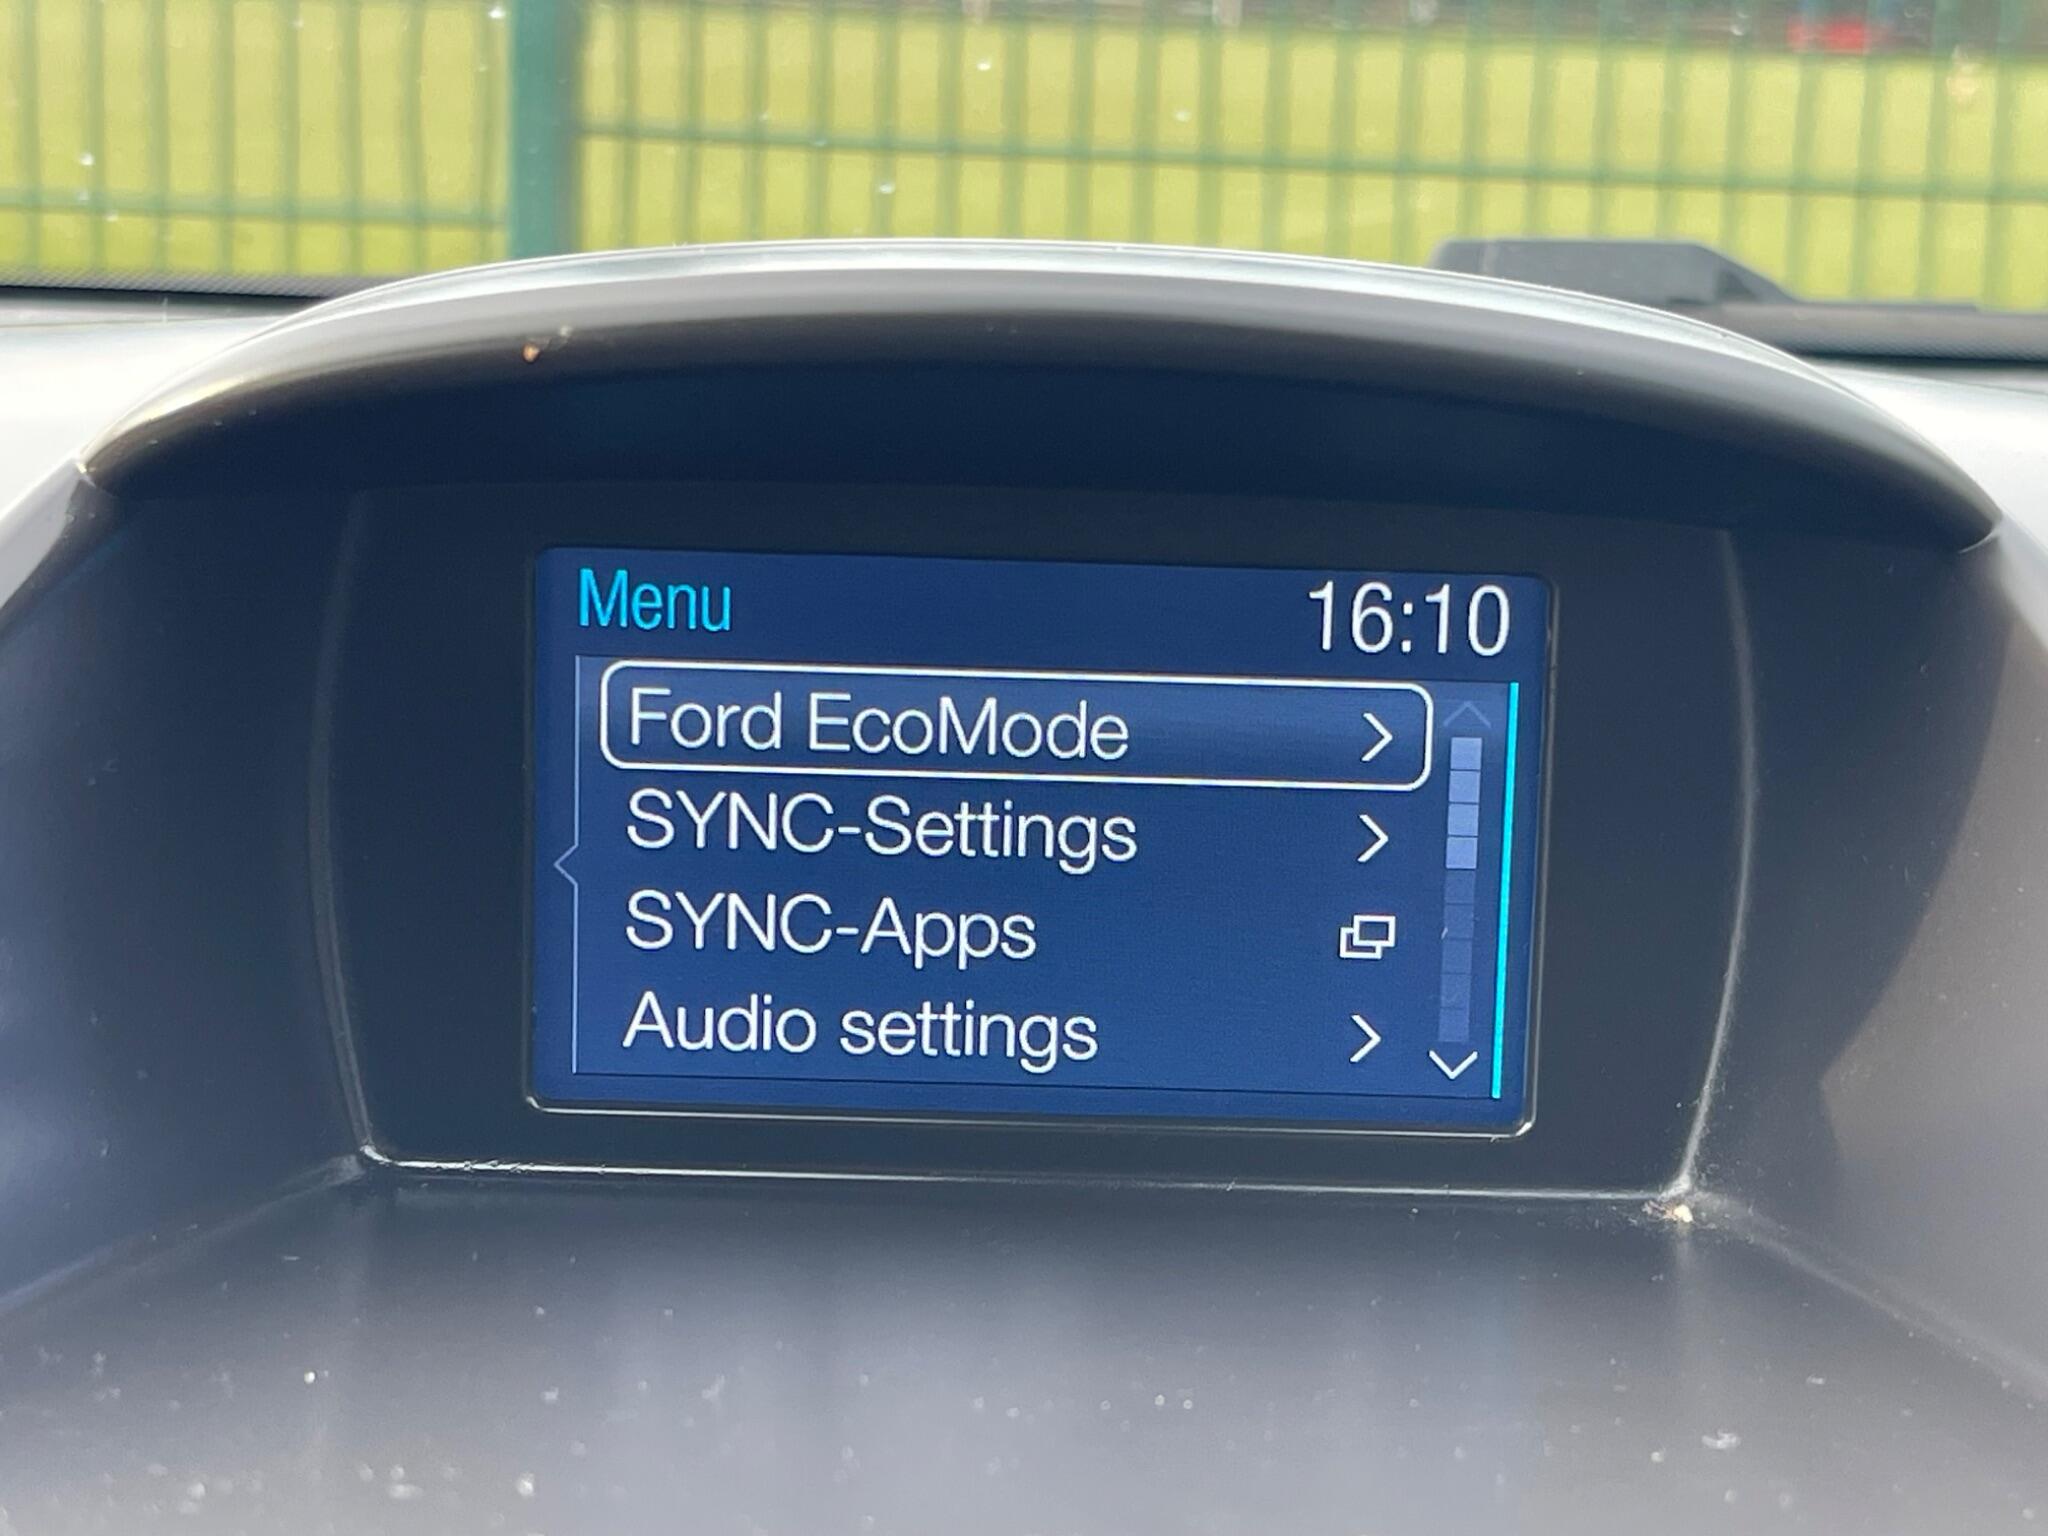 Menu 16:10
Ford EcoMode
SYNC-Settings
SYNC-Apps
Audio settings